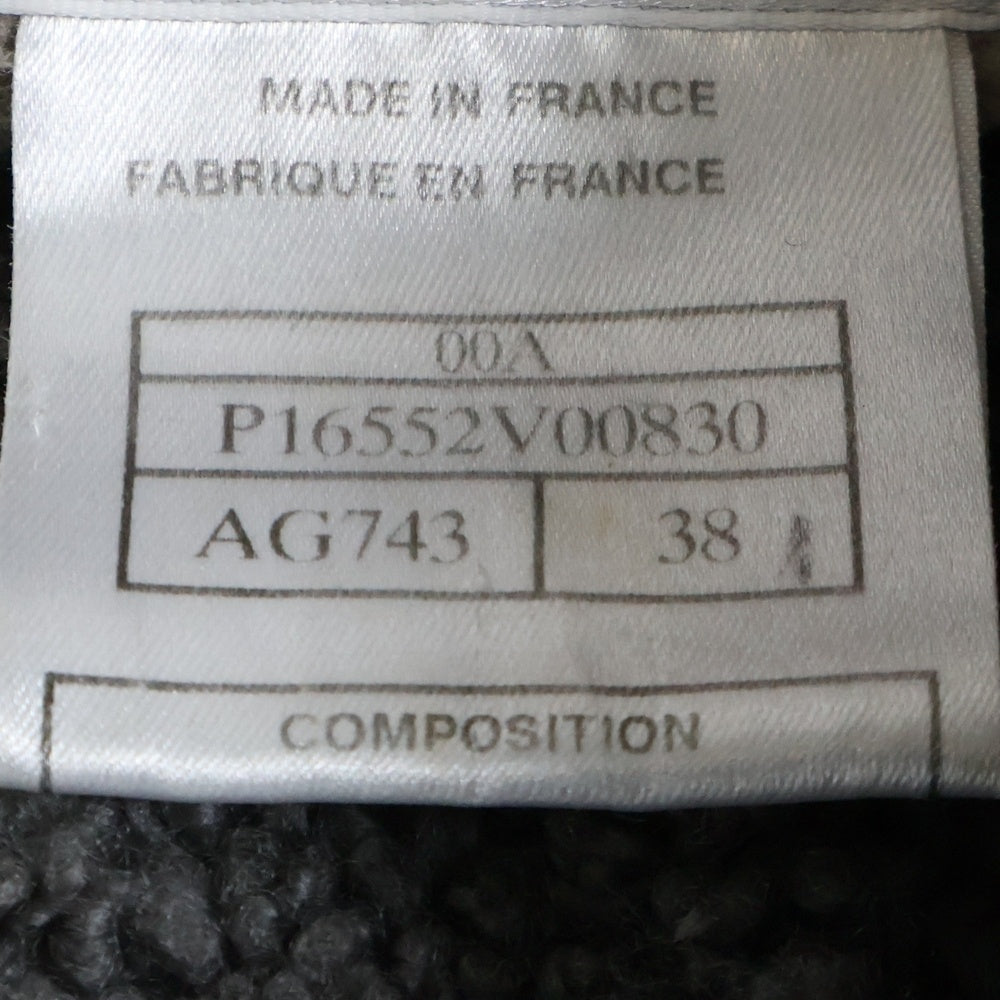 MADE IN FRANCE
FABRIQUE EN FRANCE
00A
P16552V00830
AG743 38
COMPOSITION